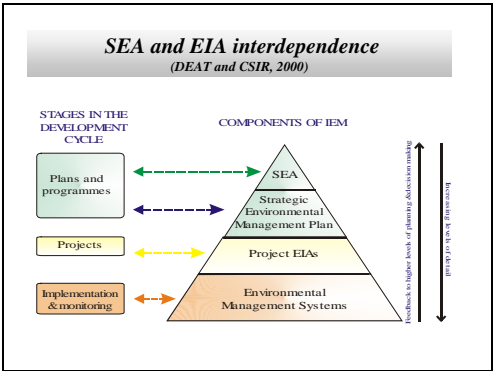 SEA and EIA interdependence
(DEAT and CSIR, 2000)
STAGES IN THE
DEVELOPMENT
CYCLE
COMPONENTS OF IEM
Plans and
programmes
Projects
Implementation
& monitoring
SEA
Strategic
Environmental
Management Plan
Project EIAs
Environmental
Management Systems
Feedback to higher levels of planning & decision making
Increasing levels of detail